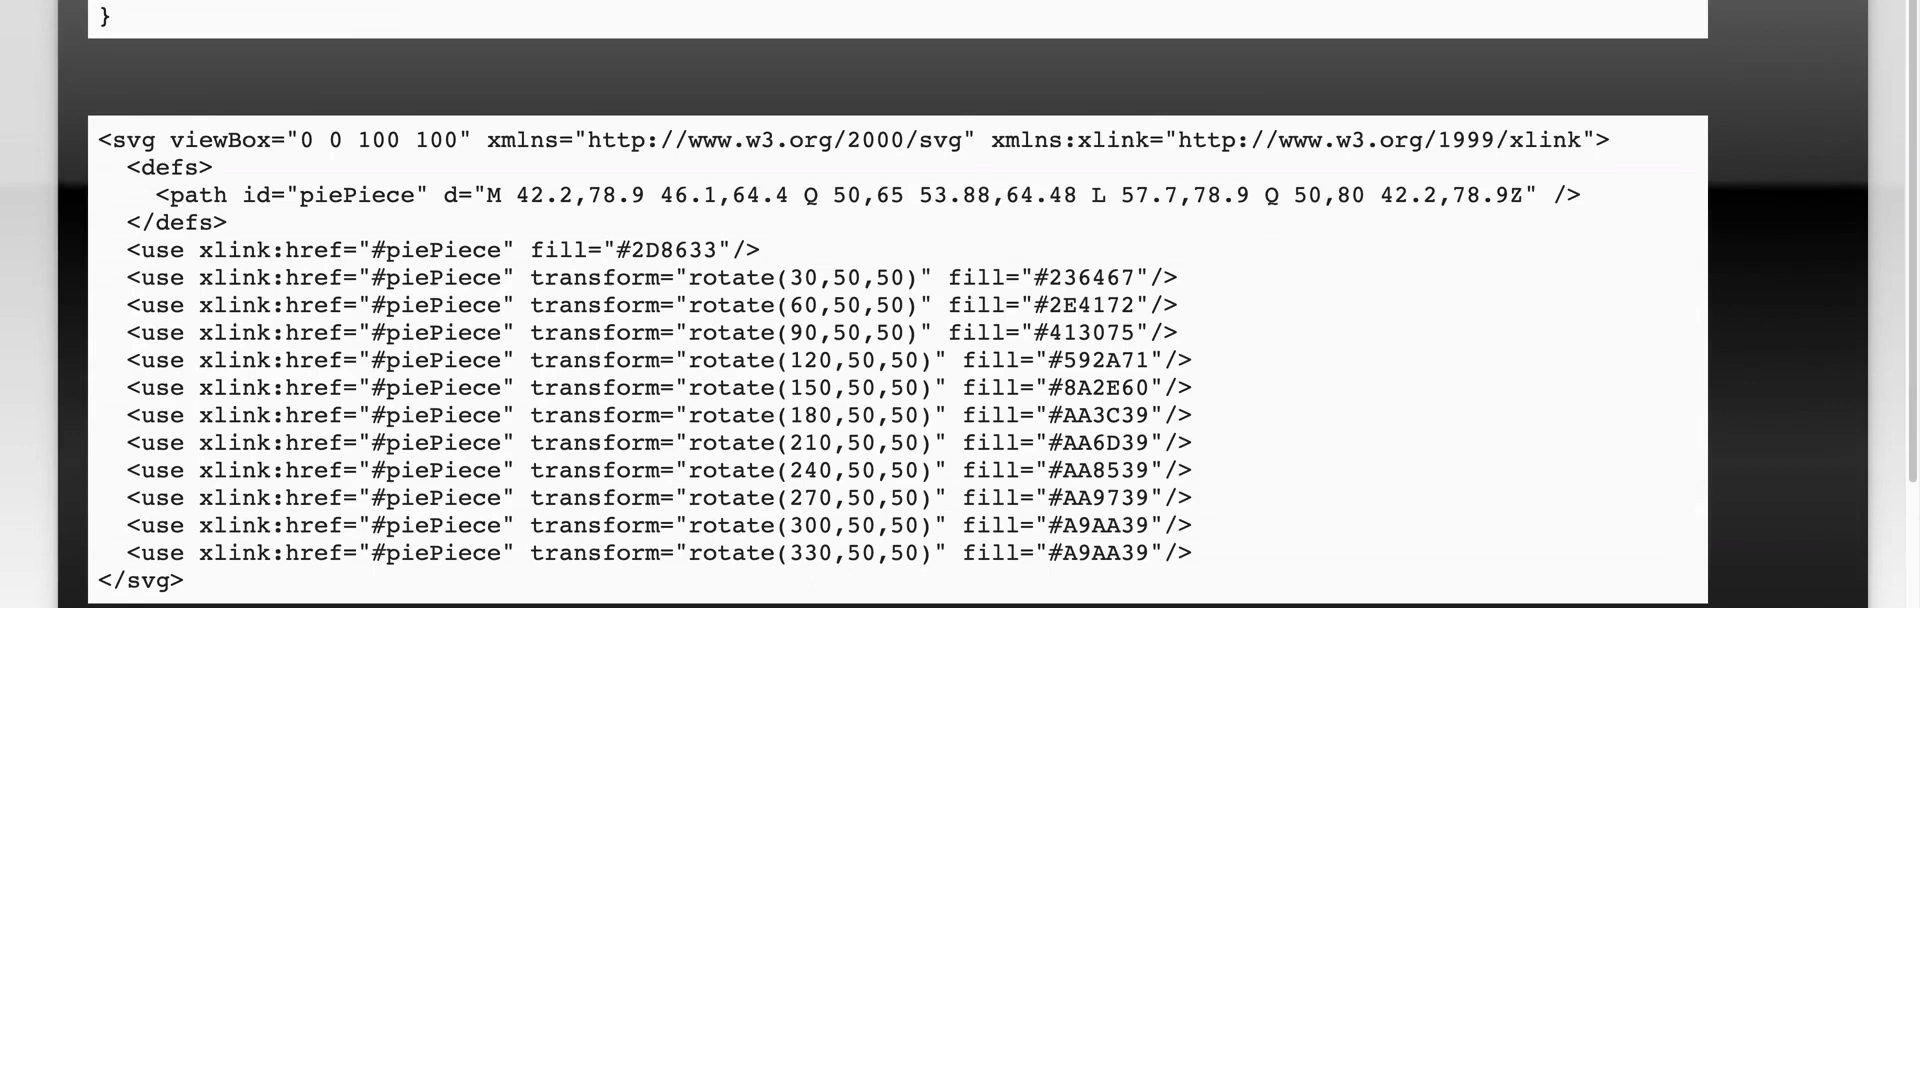 }
<svg viewBox="0 0 100 100" xmlns="http://www.w3.org/2000/svg" xmlns:xlink="http://www.w3.org/1999/xlink">
  <defs>
    <path id="piePiece" d="M 42.2,78.9 46.1,64.4 Q 50,65 53.88,64.48 L 57.7,78.9 Q 50,80 42.2,78.9Z" />
  </defs>
  <use xlink:href="#piePiece" fill="#2D8633"/>
  <use xlink:href="#piePiece" transform="rotate(30,50,50)" fill="#236467"/>
  <use xlink:href="#piePiece" transform="rotate(60,50,50)" fill="#2E4172"/>
  <use xlink:href="#piePiece" transform="rotate(90,50,50)" fill="#413075"/>
  <use xlink:href="#piePiece" transform="rotate(120,50,50)" fill="#592A71"/>
  <use xlink:href="#piePiece" transform="rotate(150,50,50)" fill="#8A2E60"/>
  <use xlink:href="#piePiece" transform="rotate(180,50,50)" fill="#AA3C39"/>
  <use xlink:href="#piePiece" transform="rotate(210,50,50)" fill="#AA6D39"/>
  <use xlink:href="#piePiece" transform="rotate(240,50,50)" fill="#AA8539"/>
  <use xlink:href="#piePiece" transform="rotate(270,50,50)" fill="#AA9739"/>
  <use xlink:href="#piePiece" transform="rotate(300,50,50)" fill="#A9AA39"/>
  <use xlink:href="#piePiece" transform="rotate(330,50,50)" fill="#A9AA39"/>
</svg>